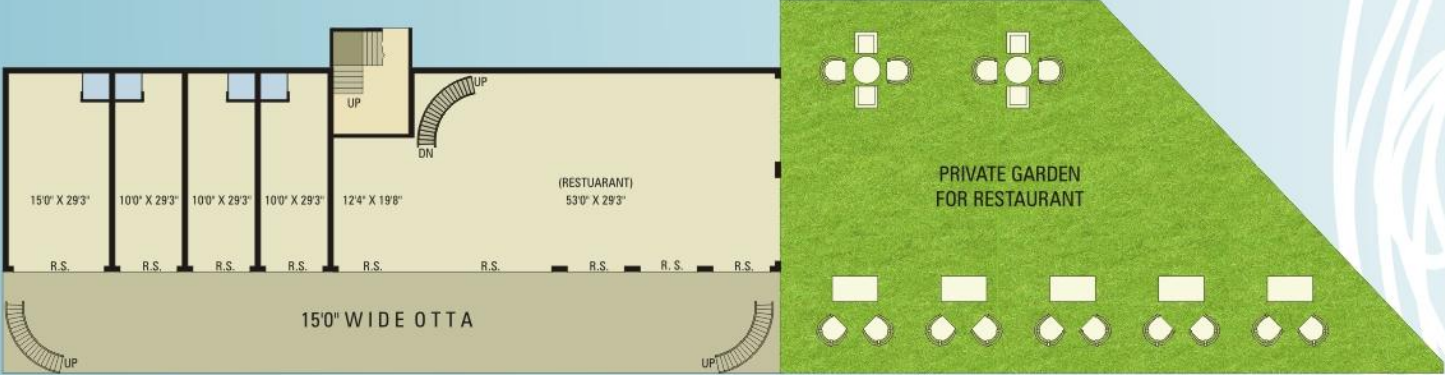 UP
UP
DN
PRIVATE GARDEN
FOR RESTAURANT
(RESTUARANT)
15'0" X 29'3"
10'0" X 29'3"
10'0" X 29'3"
10'0" X 29'3"
12'4" X 19'8"
53'0" X 29'3"
R.S.
R.S.
R.S.
R.S.
R.S.
R.S.
R.S.
R. S.
R.S.
15'0" WIDE OTTA
UP
UP